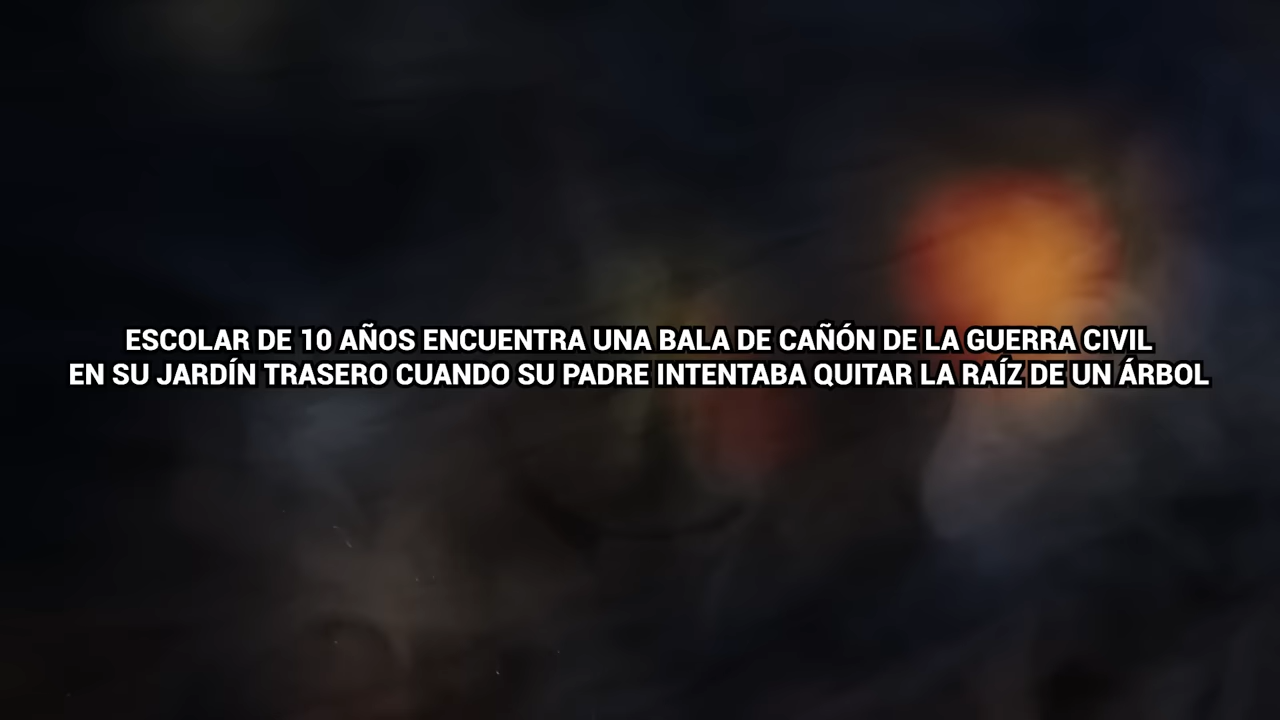 ESCOLAR DE 10 AÑOS ENCUENTRA UNA BALA DE CAÑÓN DE LA GUERRA CIVIL
EN SU JARDÍN TRASERO CUANDO SU PADRE INTENTABA QUITAR LA RAÍZ DE UN ÁRBOL